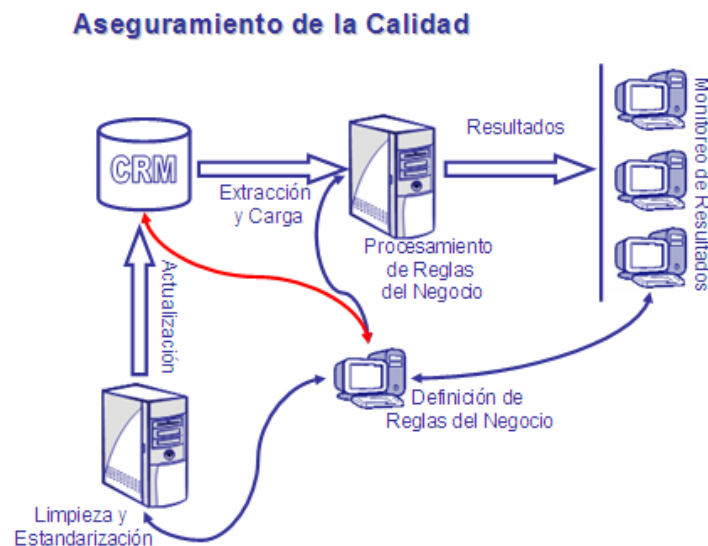 Aseguramiento de la Calidad
CRM
Extracción
y Carga
Procesamiento
de Reglas
del Negocio
Resultados
Monitoreo de Resultados
Actualización
Definición de
Reglas del Negocio
Limpieza y
Estandarización